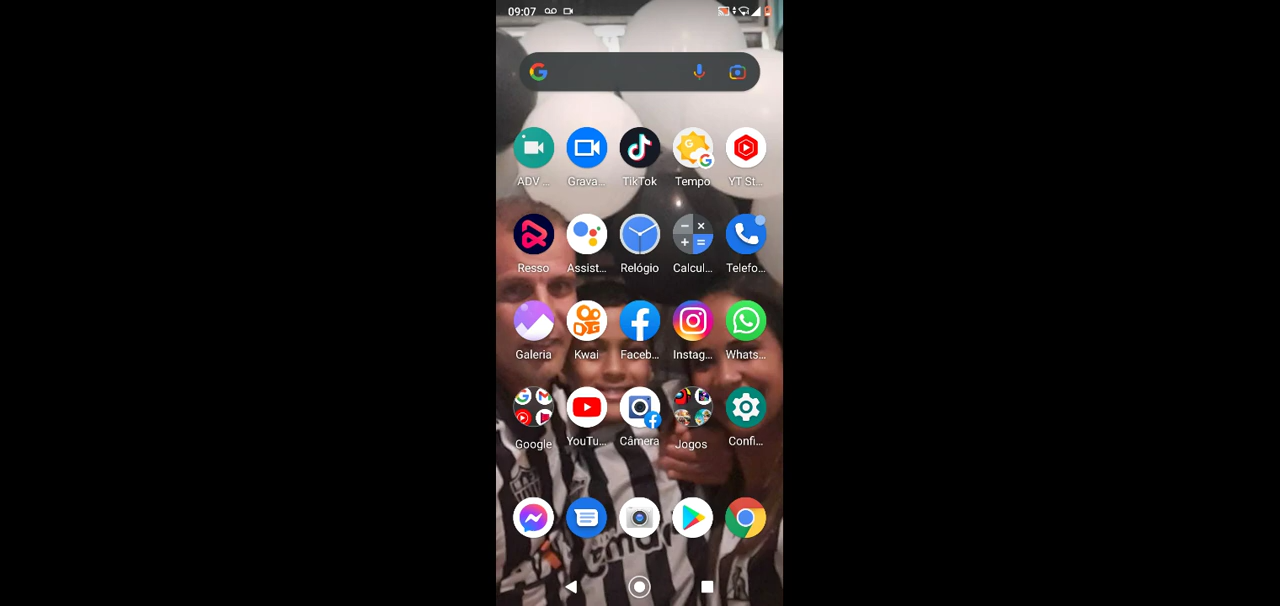 09:07
ADV ...
Grava...
TikTok
Tempo
YT St...
Resso
Assist...
Relógio
Calcul...
Telefo...
Galeria
Kwai
Faceb...
Instag...
Whats...
Google
YouTu...
Câmera
Jogos
Confi...